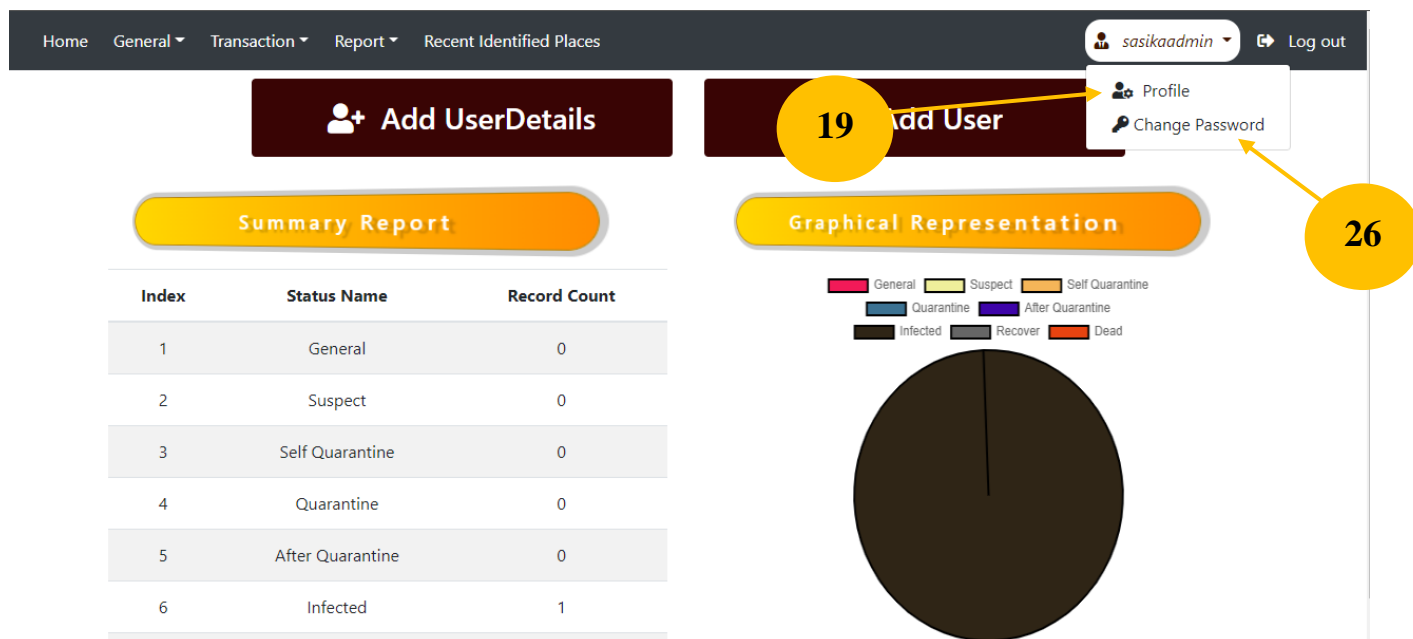 Home General Transaction Report Recent Identified Places sasikaadmin Log out
Profile
Change Password
Add UserDetails
Add User
19
26
Summary Report
Graphical Representation
Index Status Name Record Count
1 General 0
2 Suspect 0
3 Self Quarantine 0
4 Quarantine 0
5 After Quarantine 0
6 Infected 1
General Suspect Self Quarantine
Quarantine After Quarantine
Infected Recover Dead